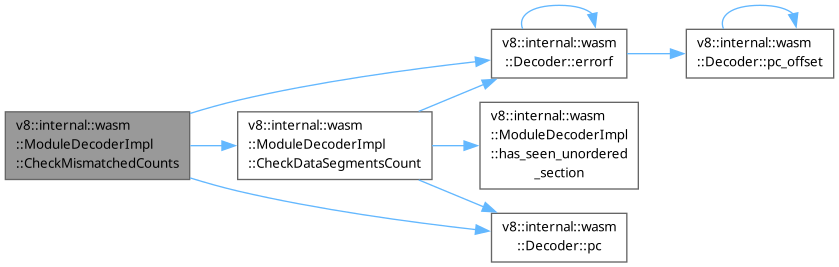 v8::internal::wasm
::ModuleDecoderImpl
::CheckMismatchedCounts
v8::internal::wasm
::ModuleDecoderImpl
::CheckDataSegmentsCount
v8::internal::wasm
::Decoder::errorf
v8::internal::wasm
::Decoder::pc_offset
v8::internal::wasm
::ModuleDecoderImpl
::has_seen_unordered
_section
v8::internal::wasm
::Decoder::pc